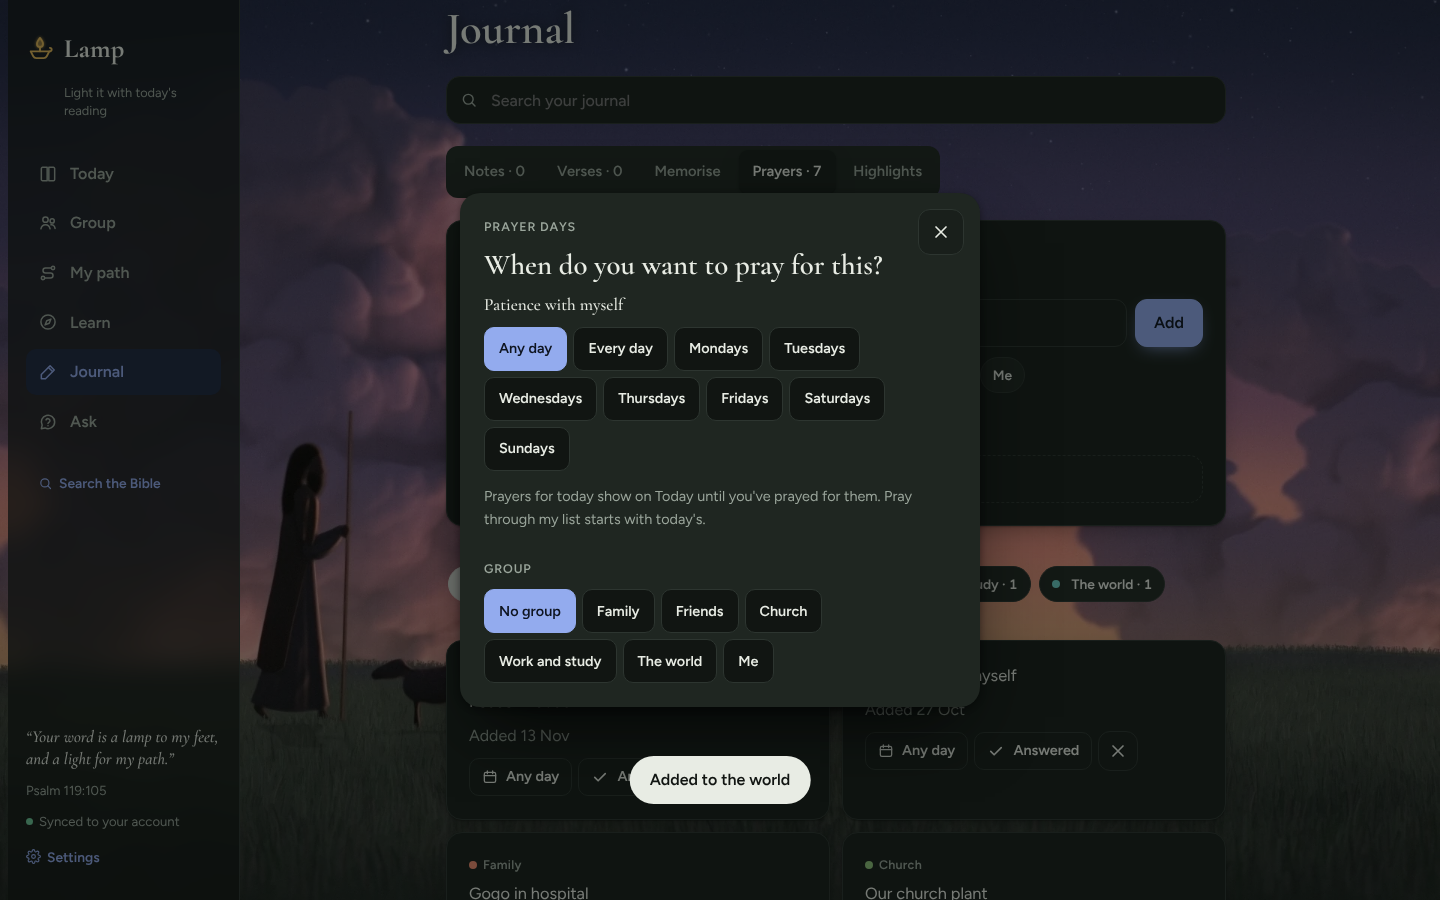 Lamp
Light it with today's
reading
Today
Group
My path
Learn
Journal
Ask
Search the Bible
“Your word is a lamp to my feet,
and a light for my path.”
Psalm 119:105
Synced to your account
Settings
Journal
Search your journal
Notes · 0
Verses · 0
Memorise
Prayers · 7
Highlights
Add
Me
PRAYER DAYS
When do you want to pray for this?
Patience with myself
Any day
Every day
Mondays
Tuesdays
Wednesdays
Thursdays
Fridays
Saturdays
Sundays
Prayers for today show on Today until you've prayed for them. Pray
through my list starts with today's.
GROUP
No group
Family
Friends
Church
Work and study
The world
Me
· 1
The world · 1
Added 13 Nov
Any day
Added to the world
Added 27 Oct
Any day
Answered
Family
Gogo in hospital
Church
Our church plant